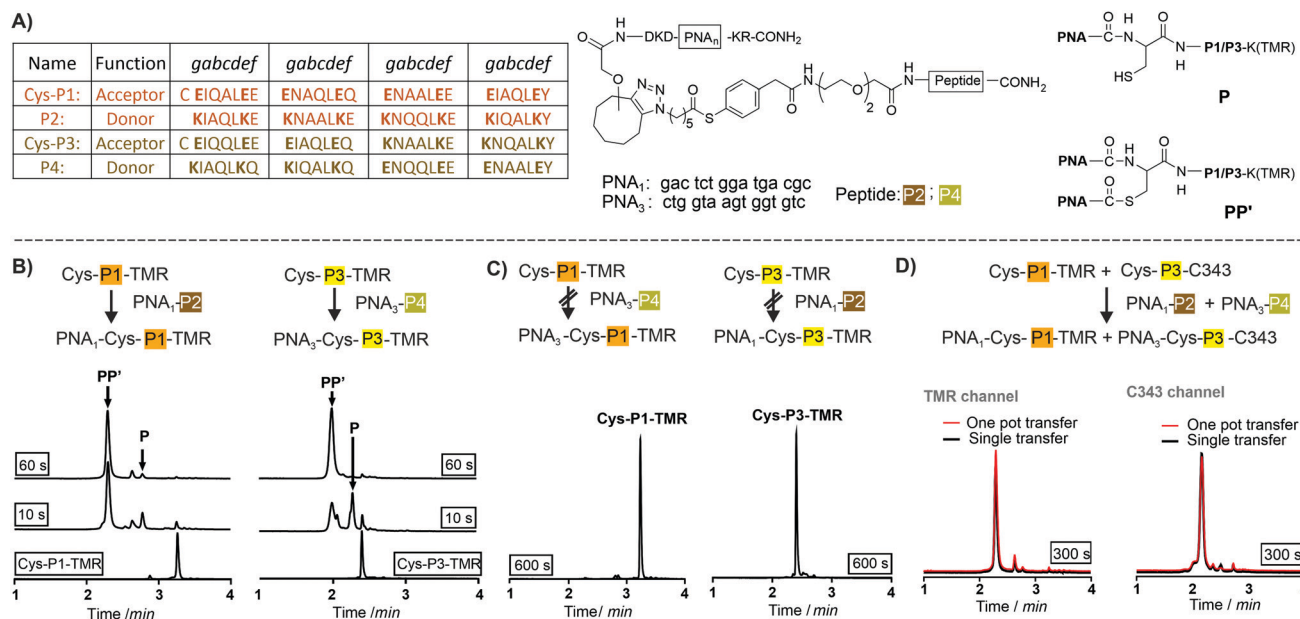 A)
Name Function gabcdef gabcdef gabcdef gabcdef
Cys-P1: Acceptor C EIQALEE ENAQLEQ ENAALEE EIAQLEY
P2: Donor KIAQLKE KNAALKE KNQQLKE KIQALKY
Cys-P3: Acceptor C EIQQLEE EIAQLEQ KNAALKE KNQALKY
P4: Donor KIAQLKQ KIQALKQ ENQQLEE ENAALEY
O H N DKD- PNAn -KR-CONH2
O
N N N
5 O S O N H O 2 O H N Peptide CONH2
PNA1: gac tct gga tga cgc
PNA3: ctg gta agt ggt gtc
Peptide: P2 ; P4
PNA C O H N O N H P1/P3-K(TMR)
HS
P
PNA C O H N O N H P1/P3-K(TMR)
PNA C O S
PP'
B)
Cys-P1-TMR
PNA1-P2
PNA1-Cys-P1-TMR
Cys-P3-TMR
PNA3-P4
PNA3-Cys-P3-TMR
PP'
P
60 s
10 s
Cys-P1-TMR
1 2 3 4
Time/ min
PP'
P
60 s
10 s
Cys-P3-TMR
1 2 3 4
Time/ min
C)
Cys-P1-TMR
PNA3-P4
PNA3-Cys-P1-TMR
Cys-P3-TMR
PNA1-P2
PNA1-Cys-P3-TMR
Cys-P1-TMR
600 s
1 2 3 4
Time/ min
Cys-P3-TMR
600 s
1 2 3 4
Time/ min
D)
Cys-P1-TMR + Cys-P3-C343
PNA1-P2 + PNA3-P4
PNA1-Cys-P1-TMR + PNA3-Cys-P3-C343
TMR channel
One pot transfer
Single transfer
300 s
1 2 3 4
Time / min
C343 channel
One pot transfer
Single transfer
300 s
1 2 3 4
Time / min